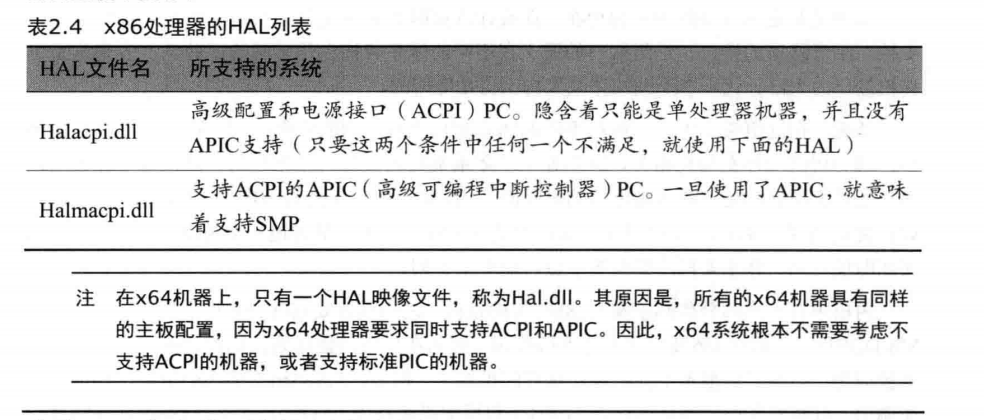 表2.4 x86处理器的HAL列表
HAL文件名 所支持的系统
Halacpi.dll
高级配置和电源接口（ACPI）PC。隐含着只能是单处理器机器，并且没有
APIC支持（只要这两个条件中任何一个不满足，就使用下面的HAL）
Halmacpi.dll
支持ACPI的APIC（高级可编程中断控制器）PC。一旦使用了APIC，就意味
着支持SMP
注 在x64机器上，只有一个HAL映像文件，称为Hal.dll。其原因是，所有的x64机器具有同样
的主板配置，因为x64处理器要求同时支持ACPI和APIC。因此，x64系统根本不需要考虑不
支持ACPI的机器，或者支持标准PIC的机器。